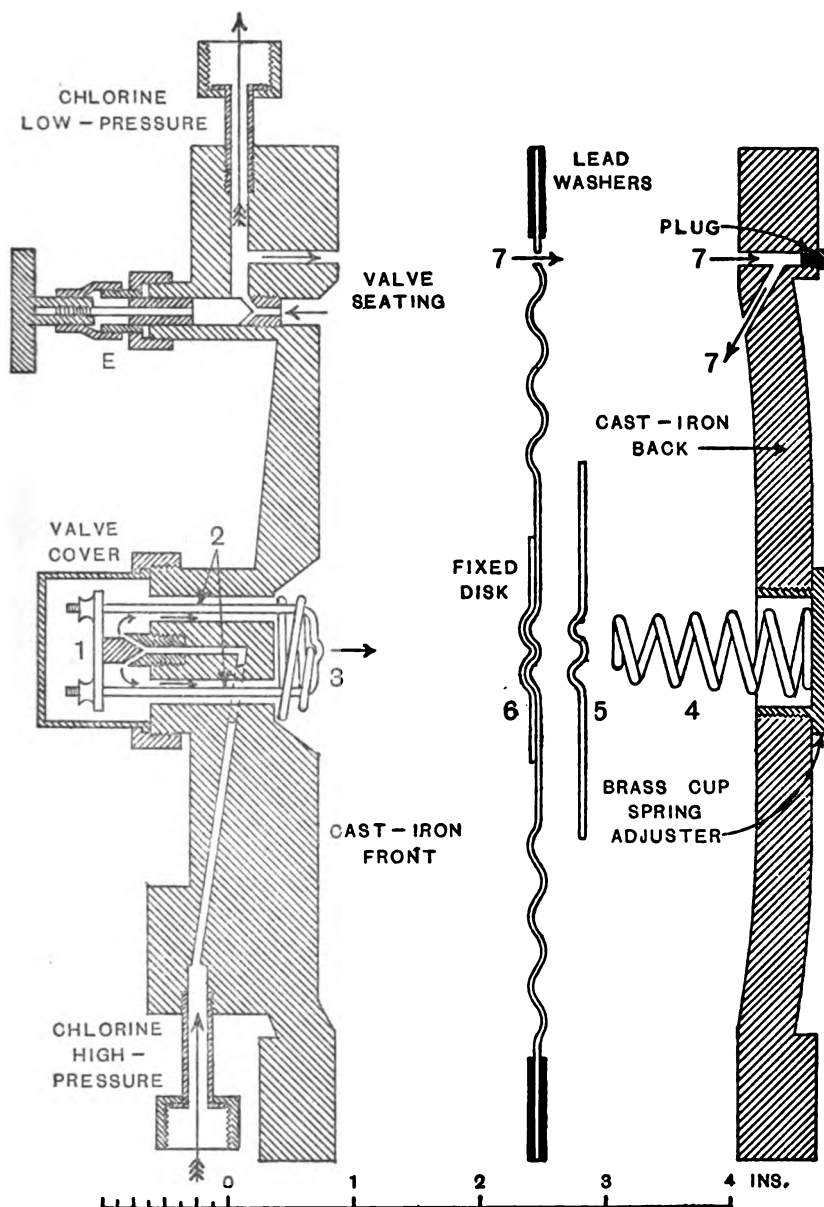 CHLORINE
LOW-PRESSURE
LEAD
WASHERS
PLUG
7
7
VALVE
SEATING
E
7
CAST-IRON
BACK
VALVE
COVER
2
FIXED
DISK
1
3
6
5
4
BRASS CUP
SPRING
ADJUSTER
CAST-IRON
FRONT
CHLORINE
HIGH-
PRESSURE
0 1 2 3 4 INS.